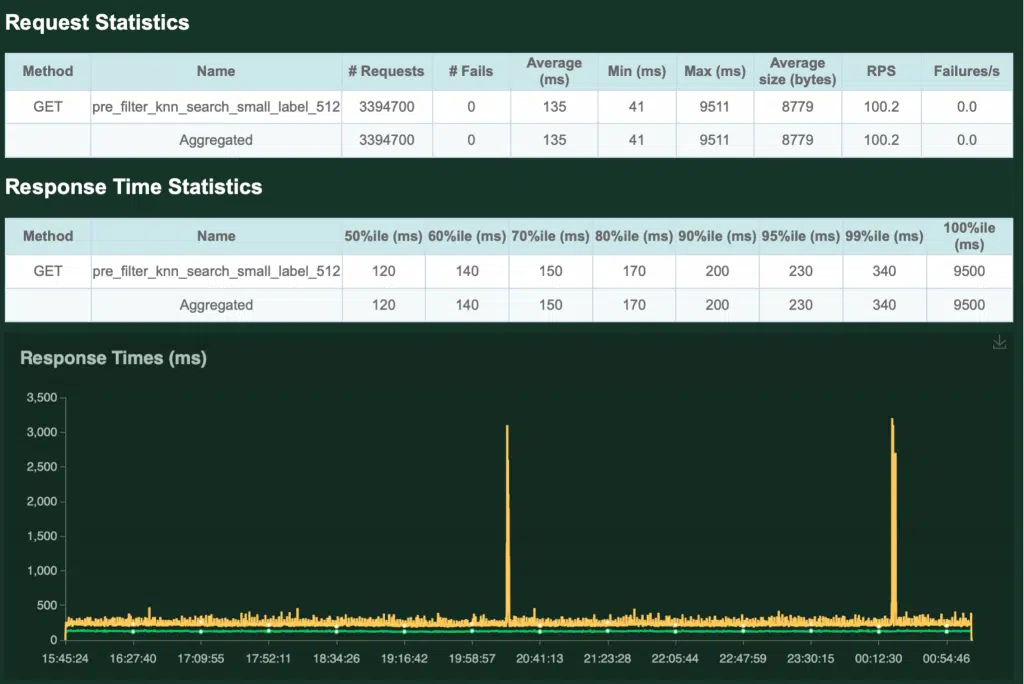 Request Statistics
Method Name # Requests # Fails Average (ms) Min (ms) Max (ms) Average size (bytes) RPS Failures/s
GET pre_filter_knn_search_small_label_512 3394700 0 135 41 9511 8779 100.2 0.0
Aggregated 3394700 0 135 41 9511 8779 100.2 0.0
Response Time Statistics
Method Name 50%ile (ms) 60%ile (ms) 70%ile (ms) 80%ile (ms) 90%ile (ms) 95%ile (ms) 99%ile (ms) 100%ile (ms)
GET pre_filter_knn_search_small_label_512 120 140 150 170 200 230 340 9500
Aggregated 120 140 150 170 200 230 340 9500
Response Times (ms)
3,500
3,000
2,500
2,000
1,500
1,000
500
0
15:45:24 16:27:40 17:09:55 17:52:11 18:34:26 19:16:42 19:58:57 20:41:13 21:23:28 22:05:44 22:47:59 23:30:15 00:12:30 00:54:46